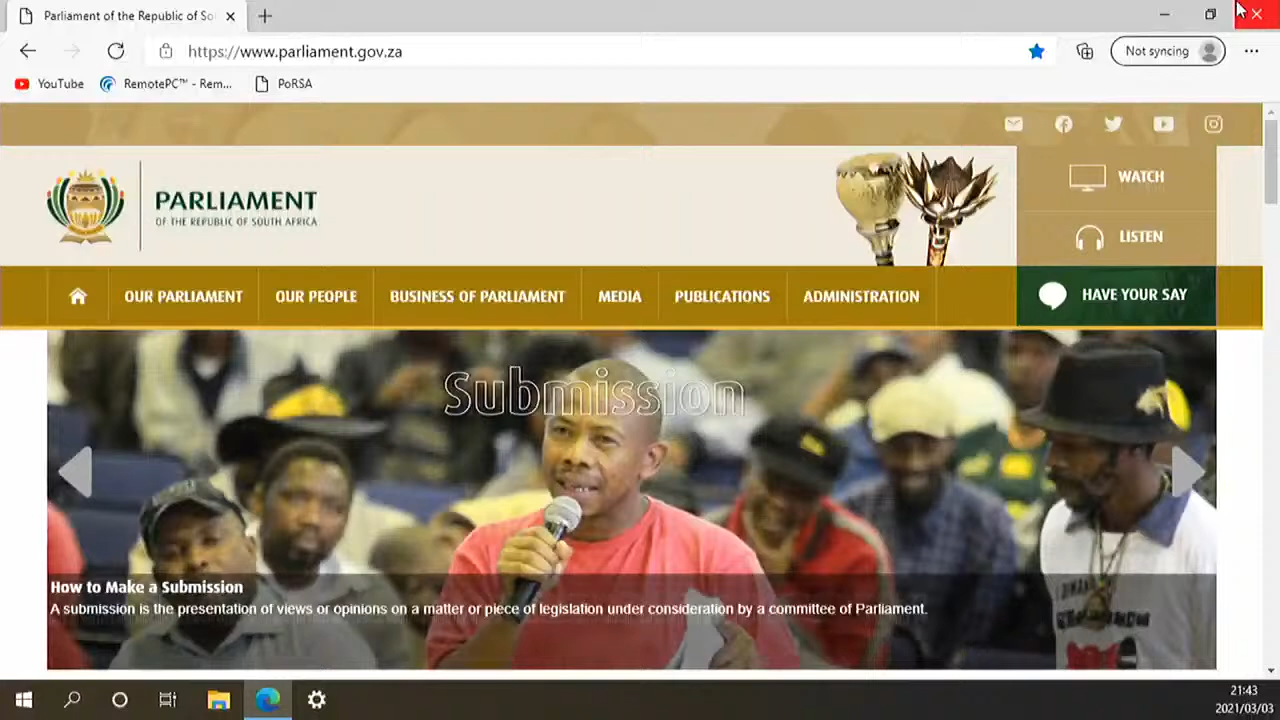 Parliament of the Republic of So
https://www.parliament.gov.za
Not syncing
YouTube
RemotePC™ - Rem...
PoRSA
PARLIAMENT
OF THE REPUBLIC OF SOUTH AFRICA
WATCH
LISTEN
OUR PARLIAMENT
OUR PEOPLE
BUSINESS OF PARLIAMENT
MEDIA
PUBLICATIONS
ADMINISTRATION
HAVE YOUR SAY
Submission
How to Make a Submission
A submission is the presentation of views or opinions on a matter or piece of legislation under consideration by a committee of Parliament.
21:43
2021/03/03